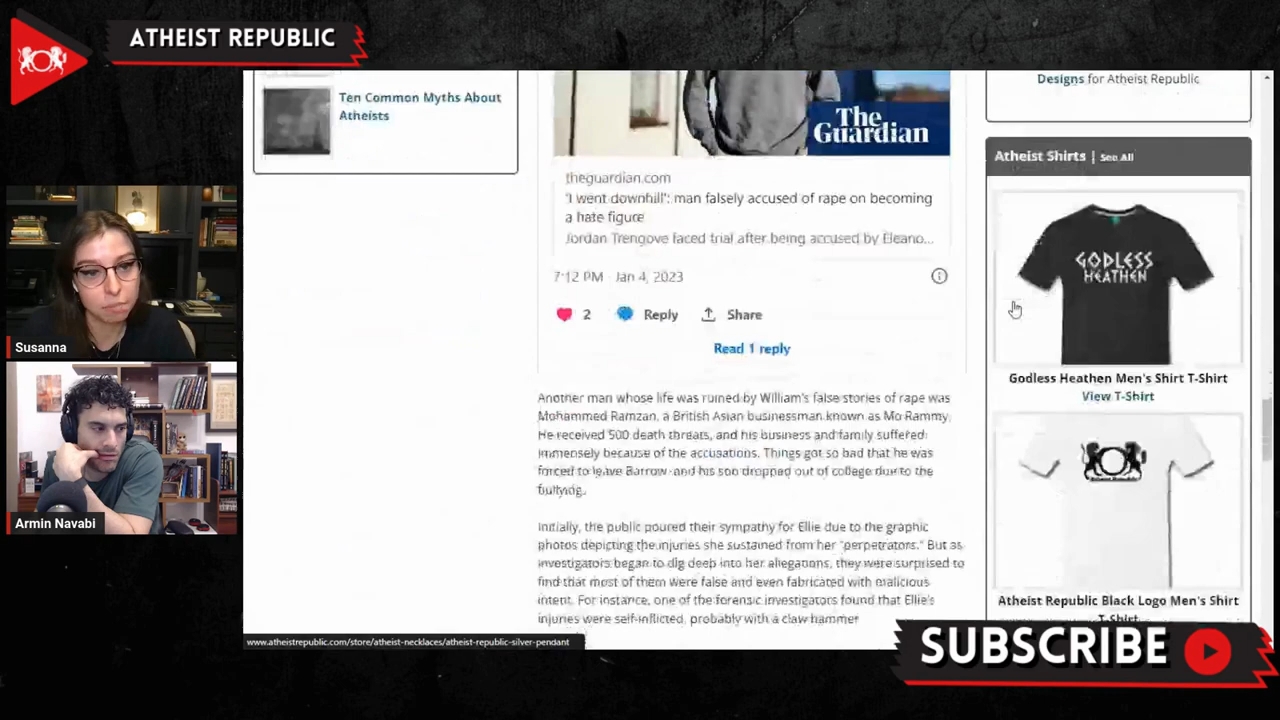 ATHEIST REPUBLIC
Ten Common Myths About
Atheists
The
Guardian
theguardian.com
'I went downhill': man falsely accused of rape on becoming
a hate figure
Jordan Trengove faced trial after being accused by Eleano...
7:12 PM · Jan 4, 2023
2 Reply Share
Read 1 reply
Another man whose life was ruined by William's false stories of rape was
Mohammed Ramzan, a British Asian businessman known as Mo Rammy.
He received 500 death threats, and his business and family suffered
immensely because of the accusations. Things got so bad that he was
forced to leave Barrow and his son dropped out of college due to the
bullying.
Initially, the public poured their sympathy for Ellie due to the graphic
photos depicting the injuries she sustained from her "perpetrators." But as
investigators began to dig deep into her allegations, they were surprised to
find that most of them were false and even fabricated with malicious
intent. For instance, one of the forensic investigators found that Ellie's
injuries were self-inflicted, probably with a claw hammer
Designs for Atheist Republic
Atheist Shirts | See All
GODLESS
HEATHEN
Godless Heathen Men's Shirt T-Shirt
View T-Shirt
Atheist Republic
Atheist Republic Black Logo Men's Shirt
T-Shirt
Susanna
Armin Navabi
www.atheistrepublic.com/store/atheist-necklaces/atheist-republic-silver-pendant
SUBSCRIBE